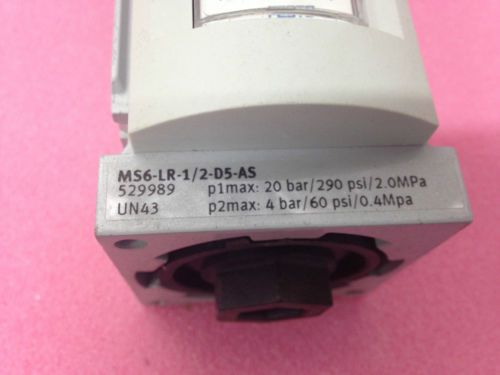 MS6-LR-1/2-D5-AS
529989 p1max: 20 bar/290 psi/2.0MPa
UN43 p2max: 4 bar/60 psi/0.4Mpa